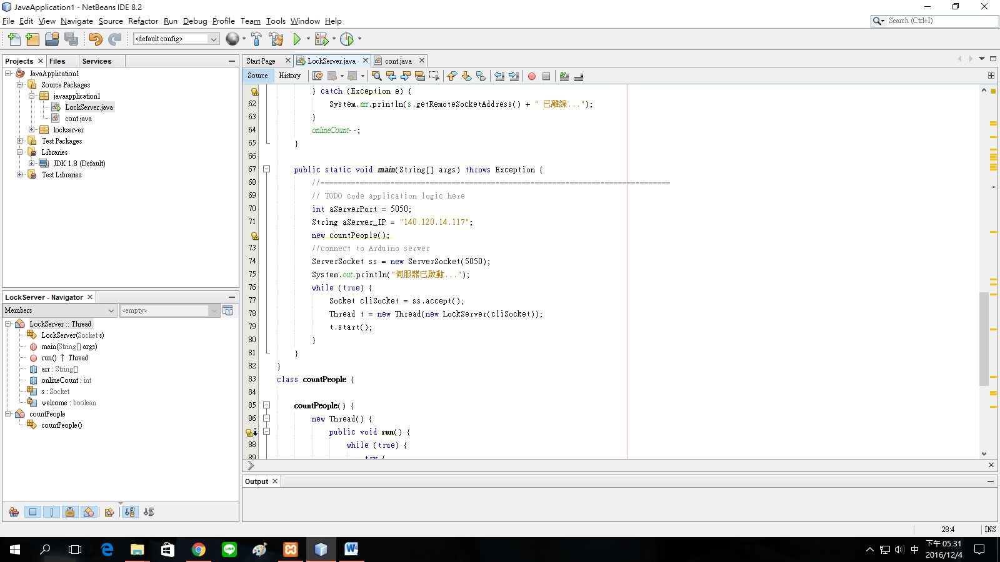 JavaApplication1 - NetBeans IDE 8.2
File Edit View Navigate Source Refactor Run Debug Profile Team Tools Window Help
Search (Ctrl+I)
<default config>
Projects Files Services
JavaApplication1
Source Packages
javaapplication1
LockServer.java
cont.java
lockserver
Test Packages
Libraries
JDK 1.8 (Default)
Test Libraries
LockServer - Navigator
Members <empty>
LockServer :: Thread
LockServer(Socket s)
main(String[] args)
run() ↑ Thread
arr : String[]
onlineCount : int
s : Socket
welcome : boolean
countPeople
countPeople()
Start Page LockServer.java cont.java
Source History
} catch (Exception e) {
62 System.err.println(s.getRemoteSocketAddress() + " 已離線...");
63 }
64 onlineCount--;
65 }
66
67 public static void main(String[] args) throws Exception {
68 //================================================================================
69 // TODO code application logic here
70 int aServerPort = 5050;
71 String aServer_IP = "140.120.14.117";
new countPeople();
73 //connect to Arduino server
74 ServerSocket ss = new ServerSocket(5050);
75 System.out.println("伺服器已啟動...");
76 while (true) {
77 Socket cliSocket = ss.accept();
78 Thread t = new Thread(new LockServer(cliSocket));
79 t.start();
80 }
81 }
82 }
83 class countPeople {
84
85 countPeople() {
86 new Thread() {
public void run() {
88 while (true) {
89 try {
Output
28:4 INS
中
下午 05:31
2016/12/4